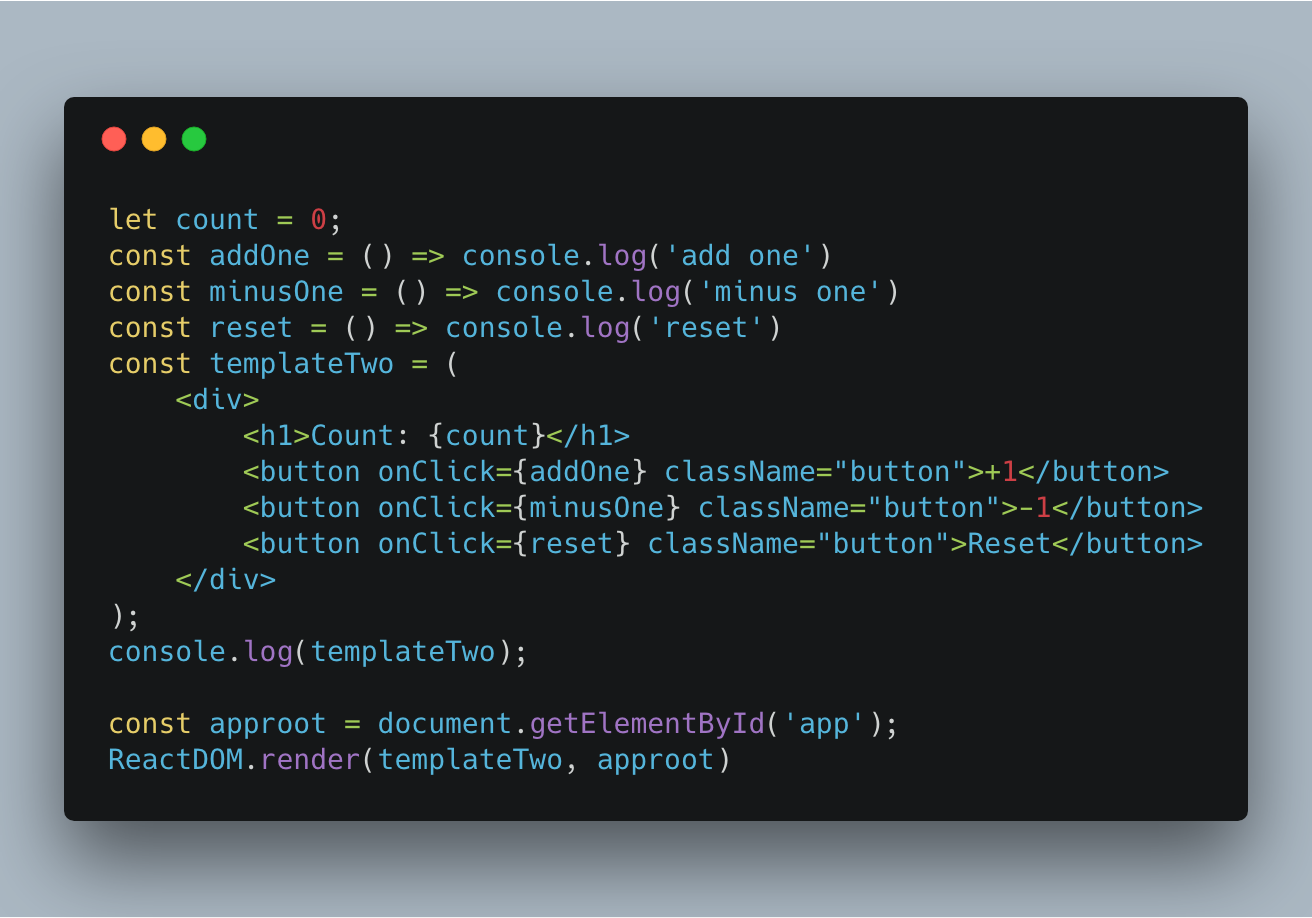 let count = 0;
const addOne = () => console.log('add one')
const minusOne = () => console.log('minus one')
const reset = () => console.log('reset')
const templateTwo = (
    <div>
        <h1>Count: {count}</h1>
        <button onClick={addOne} className="button">+1</button>
        <button onClick={minusOne} className="button">-1</button>
        <button onClick={reset} className="button">Reset</button>
    </div>
);
console.log(templateTwo);

const approot = document.getElementById('app');
ReactDOM.render(templateTwo, approot)